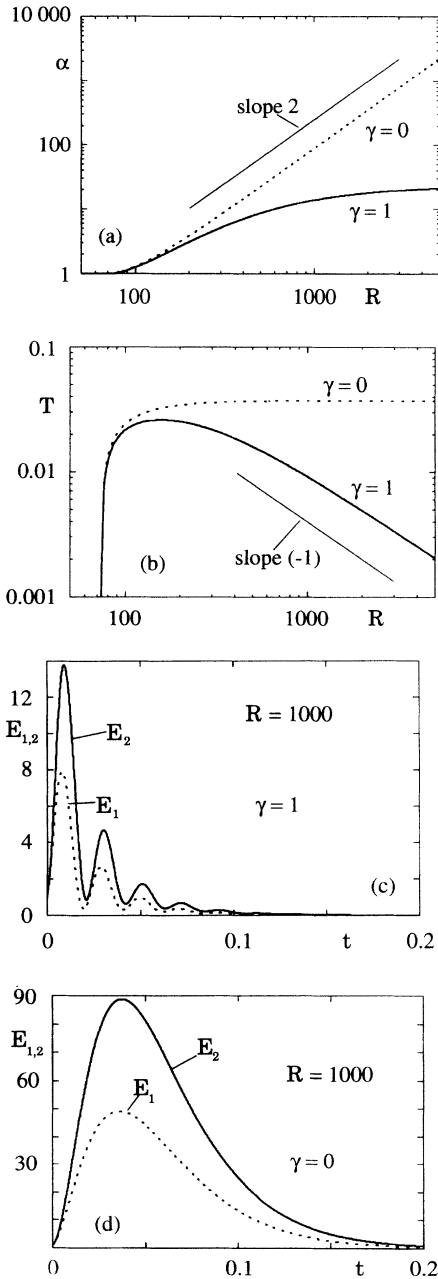 10 000
α
slope 2
100
γ = 0
γ = 1
(a)
1
100 1000 R
0.1
γ = 0
T
0.01
γ = 1
slope (-1)
(b)
0.001
100 1000 R
12
R = 1000
E1,2
E2
8
E1
γ = 1
4
(c)
0
0 0.1 t 0.2
90
E1,2
E2
60
R = 1000
E1
30
γ = 0
(d)
0 0.1 t 0.2